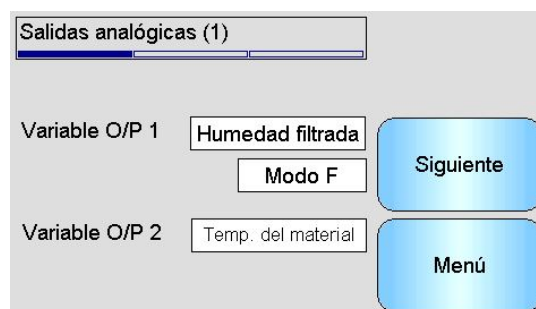 Salidas analógicas (1)
Variable O/P 1 Humedad filtrada
Modo F
Siguiente
Variable O/P 2 Temp. del material
Menú